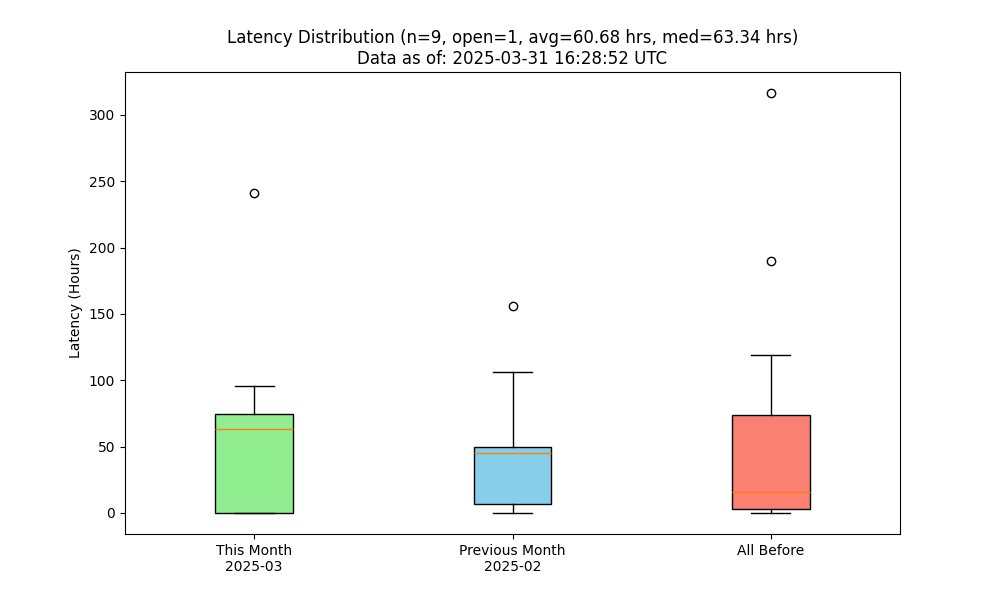 Latency Distribution (n=9, open=1, avg=60.68 hrs, med=63.34 hrs)
Data as of: 2025-03-31 16:28:52 UTC
Latency (Hours)
300
250
200
150
100
50
0
This Month
2025-03
Previous Month
2025-02
All Before